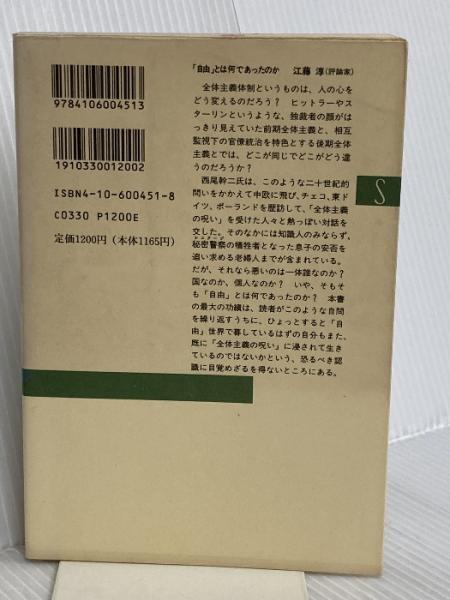 9784106004513
1910330012002
ISBN4-10-600451-8
C0330 P1200E
定価1200円(本体1165円)
「自由」とは何であったのか 江藤 淳(評論家)
全体主義体制というものは、人の心を
どう変えるのだろう? ヒットラーやス
ターリンというような、独裁者の顔がは
っきり見えていた前期全体主義と、相互
監視下の官僚統治を特色とする後期全体
主義とでは、どこが同じでどこがどう違
うのだろうか?
西尾幹二氏は、このような二十世紀的
問いをかかえて中欧に飛び、チェコ、東ド
イツ、ポーランドを歴訪して、「全体主義
の呪い」を受けた人々と熱っぽい対話を
交した。そのなかには知識人のみならず、
秘密警察の犠牲者となった息子の安否を
追い求める老婦人までが含まれている。
だが、それなら悪いのは一体誰なのか?
国なのか、個人なのか? いや、そもそ
も「自由」とは何であったのか? 本書
の最大の功績は、読者がこのような自問
を繰り返すうちに、ひょっとすると「自
由」世界で暮しているはずの自分もまた、
既に「全体主義の呪い」に浸されて生き
ているのではないかという、恐るべき認
識に目覚めざるを得ないところにある。
S